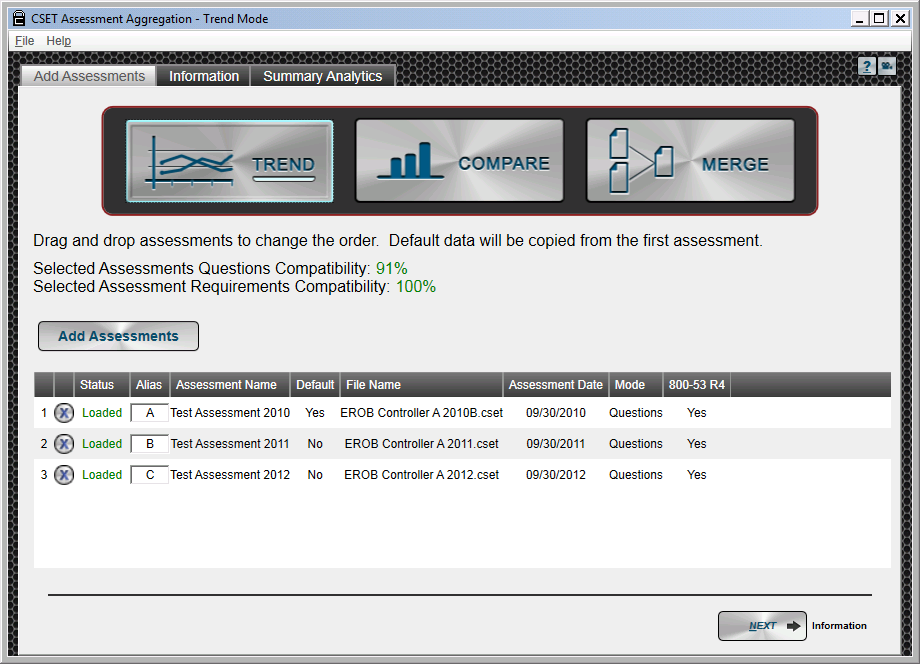 CSET Assessment Aggregation - Trend Mode
File Help
Add Assessments Information Summary Analytics
?
TREND COMPARE MERGE
Drag and drop assessments to change the order. Default data will be copied from the first assessment.
Selected Assessments Questions Compatibility: 91%
Selected Assessment Requirements Compatibility: 100%
Add Assessments
Status Alias Assessment Name Default File Name Assessment Date Mode 800-53 R4
1 X Loaded A Test Assessment 2010 Yes EROB Controller A 2010B.cset 09/30/2010 Questions Yes
2 X Loaded B Test Assessment 2011 No EROB Controller A 2011.cset 09/30/2011 Questions Yes
3 X Loaded C Test Assessment 2012 No EROB Controller A 2012.cset 09/30/2012 Questions Yes
NEXT Information